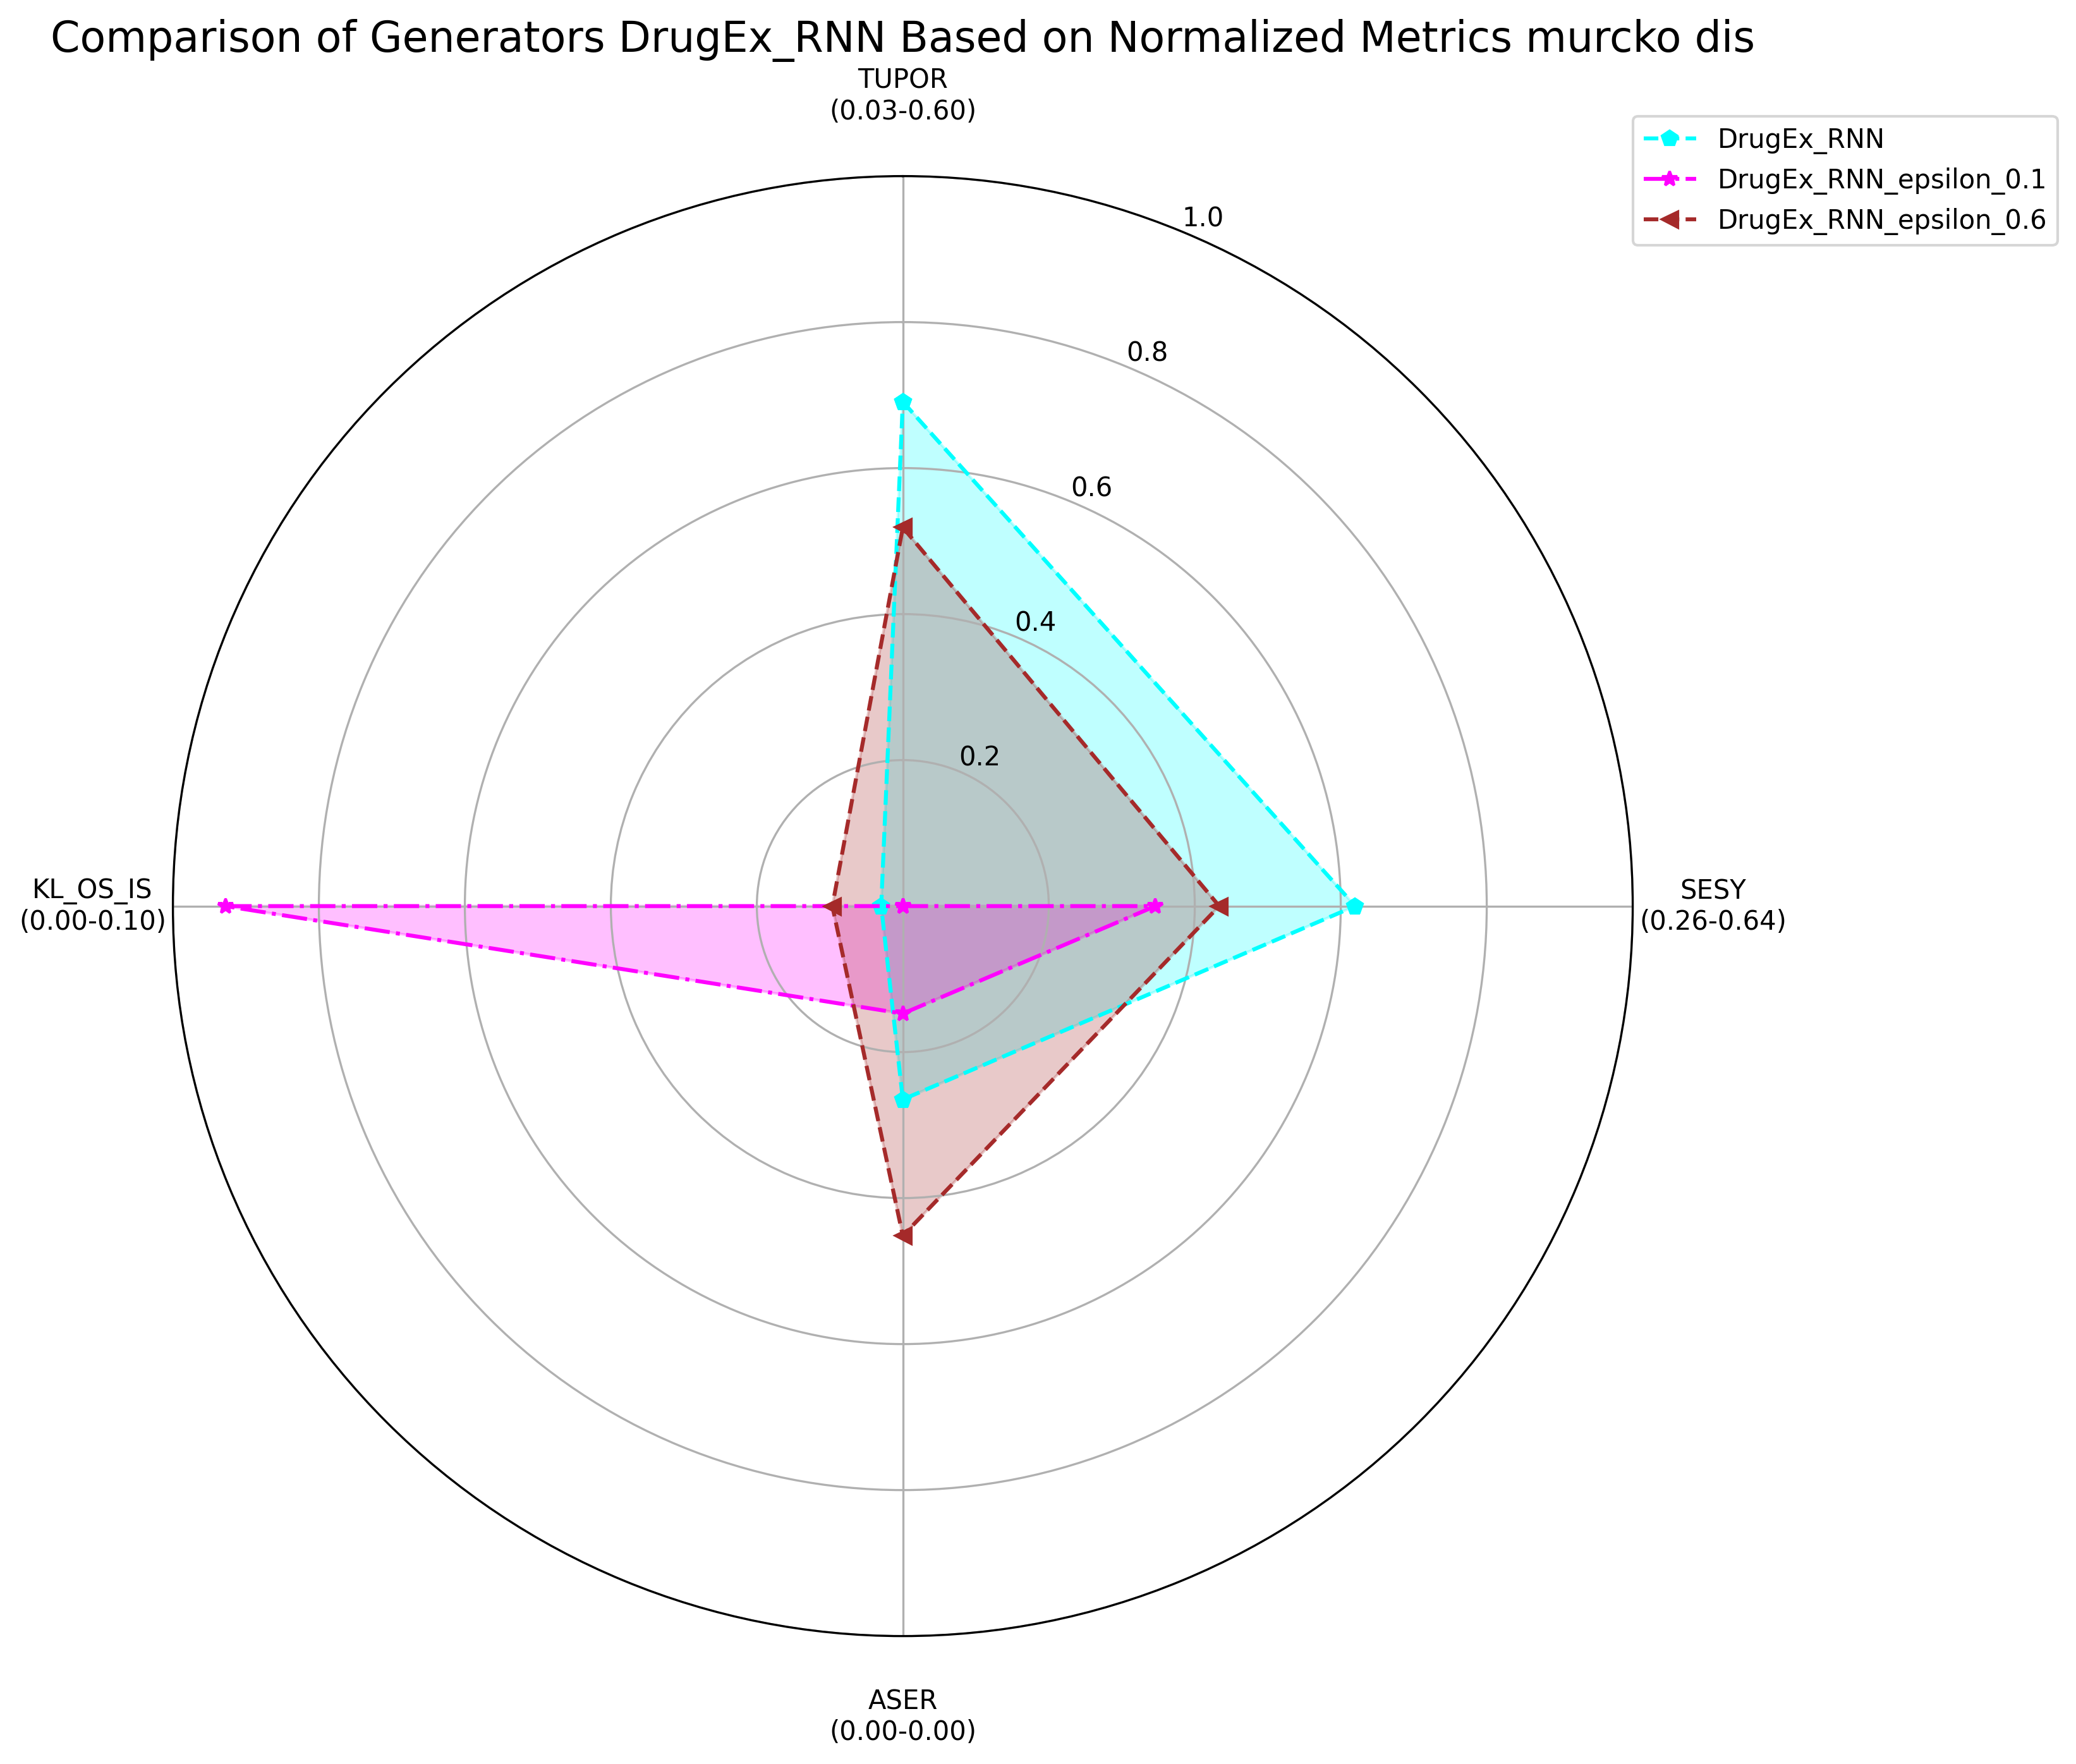 Comparison of Generators DrugEx_RNN Based on Normalized Metrics murcko dis
TUPOR
(0.03-0.60)
DrugEx_RNN
DrugEx_RNN_epsilon_0.1
DrugEx_RNN_epsilon_0.6
1.0
0.8
0.6
0.4
0.2
KL_OS_IS
(0.00-0.10)
SESY
(0.26-0.64)
ASER
(0.00-0.00)